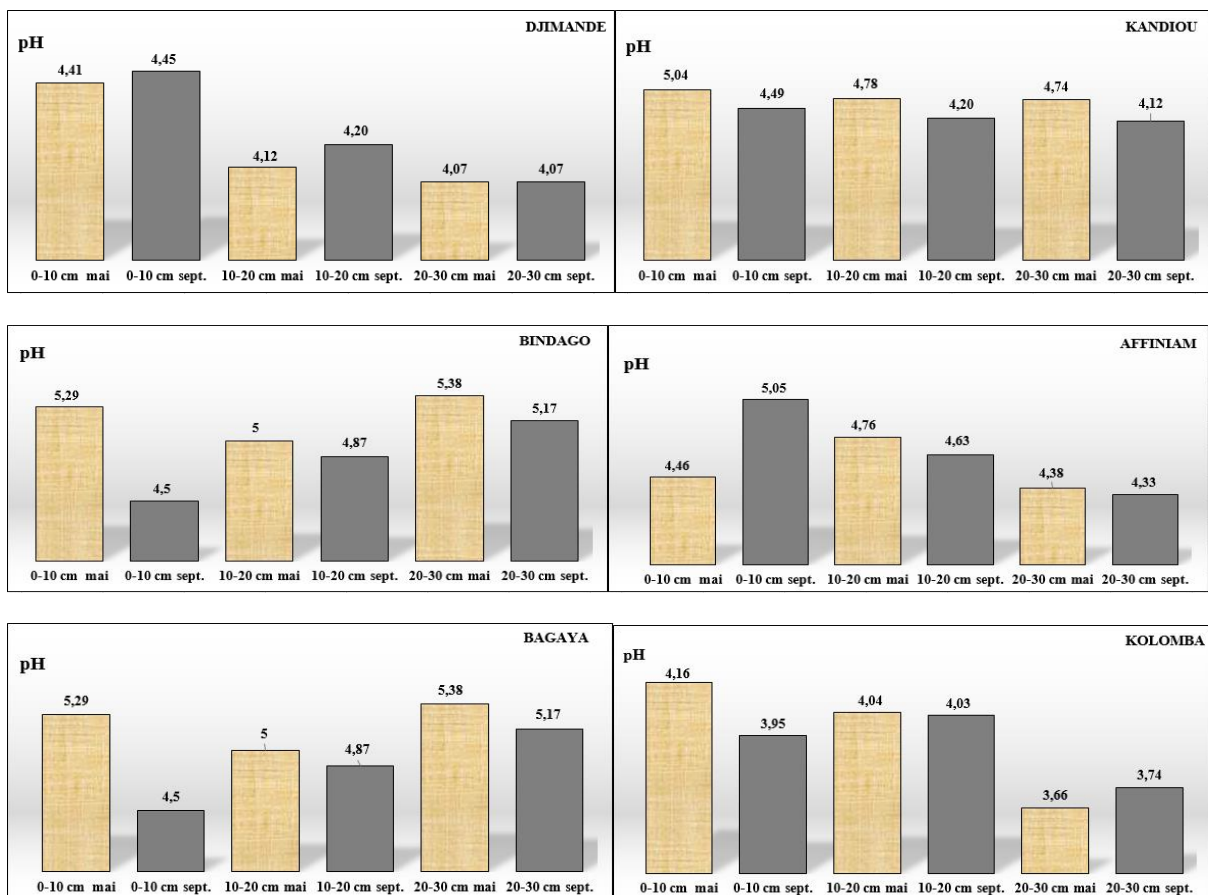 DJIMANDE
pH
4,41
4,45
4,12
4,20
4,07
4,07
0-10 cm mai
0-10 cm sept.
10-20 cm mai
10-20 cm sept.
20-30 cm mai
20-30 cm sept.
KANDIOU
pH
5,04
4,49
4,78
4,20
4,74
4,12
0-10 cm mai
0-10 cm sept.
10-20 cm mai
10-20 cm sept.
20-30 cm mai
20-30 cm sept.
BINDAGO
pH
5,29
4,5
5
4,87
5,38
5,17
0-10 cm mai
0-10 cm sept.
10-20 cm mai
10-20 cm sept.
20-30 cm mai
20-30 cm sept.
AFFINIAM
pH
4,46
5,05
4,76
4,63
4,38
4,33
0-10 cm mai
0-10 cm sept.
10-20 cm mai
10-20 cm sept.
20-30 cm mai
20-30 cm sept.
BAGAYA
pH
5,29
4,5
5
4,87
5,38
5,17
0-10 cm mai
0-10 cm sept.
10-20 cm mai
10-20 cm sept.
20-30 cm mai
20-30 cm sept.
KOLOMBA
pH
4,16
3,95
4,04
4,03
3,66
3,74
0-10 cm mai
0-10 cm sept.
10-20 cm mai
10-20 cm sept.
20-30 cm mai
20-30 cm sept.